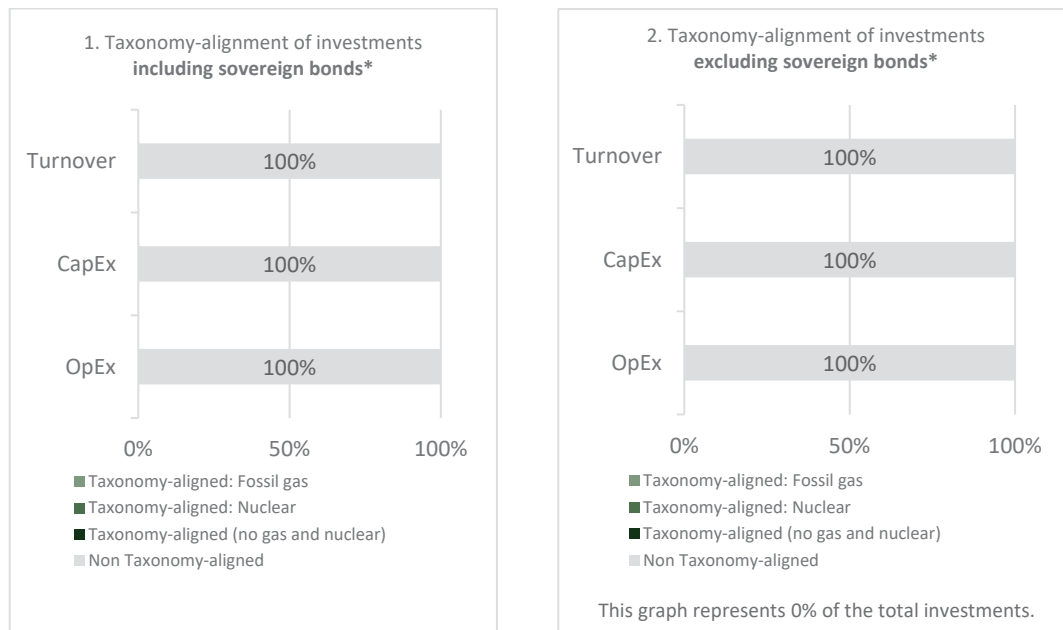 1. Taxonomy-alignment of investments
including sovereign bonds*
Turnover
100%
CapEx
100%
OpEx
100%
0%
50%
100%
Taxonomy-aligned: Fossil gas
Taxonomy-aligned: Nuclear
Taxonomy-aligned (no gas and nuclear)
Non Taxonomy-aligned
2. Taxonomy-alignment of investments
excluding sovereign bonds*
Turnover
100%
CapEx
100%
OpEx
100%
0%
50%
100%
Taxonomy-aligned: Fossil gas
Taxonomy-aligned: Nuclear
Taxonomy-aligned (no gas and nuclear)
Non Taxonomy-aligned
This graph represents 0% of the total investments.